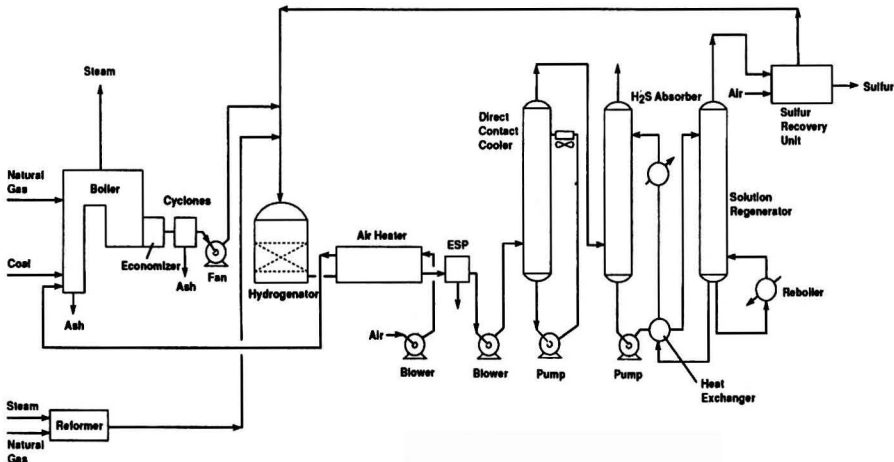 Steam
Natural
Gas
Boiler
Cyclones
Coal
Economizer
Fan
Ash
Ash
Hydrogenator
Air Heater
ESP
Air
Blower
Blower
Direct
Contact
Cooler
Pump
H2S Absorber
Pump
Heat
Exchanger
Solution
Regenerator
Reboiler
Air
Sulfur
Recovery
Unit
Sulfur
Steam
Natural
Gas
Reformer